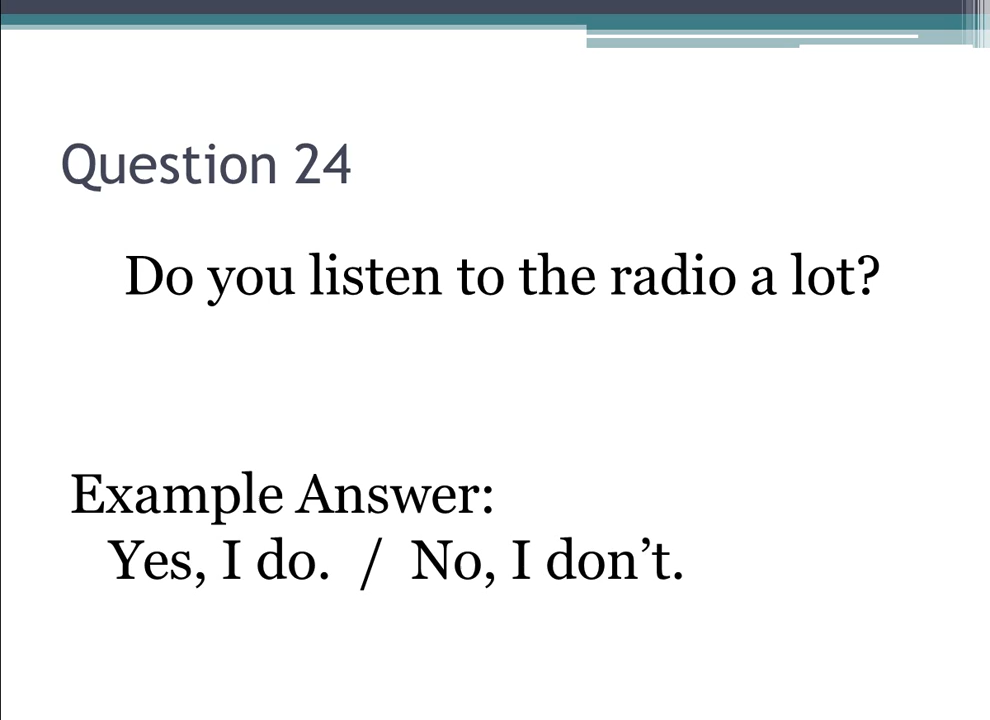 Question 24
Do you listen to the radio a lot?
Example Answer:
Yes, I do.  /  No, I don’t.